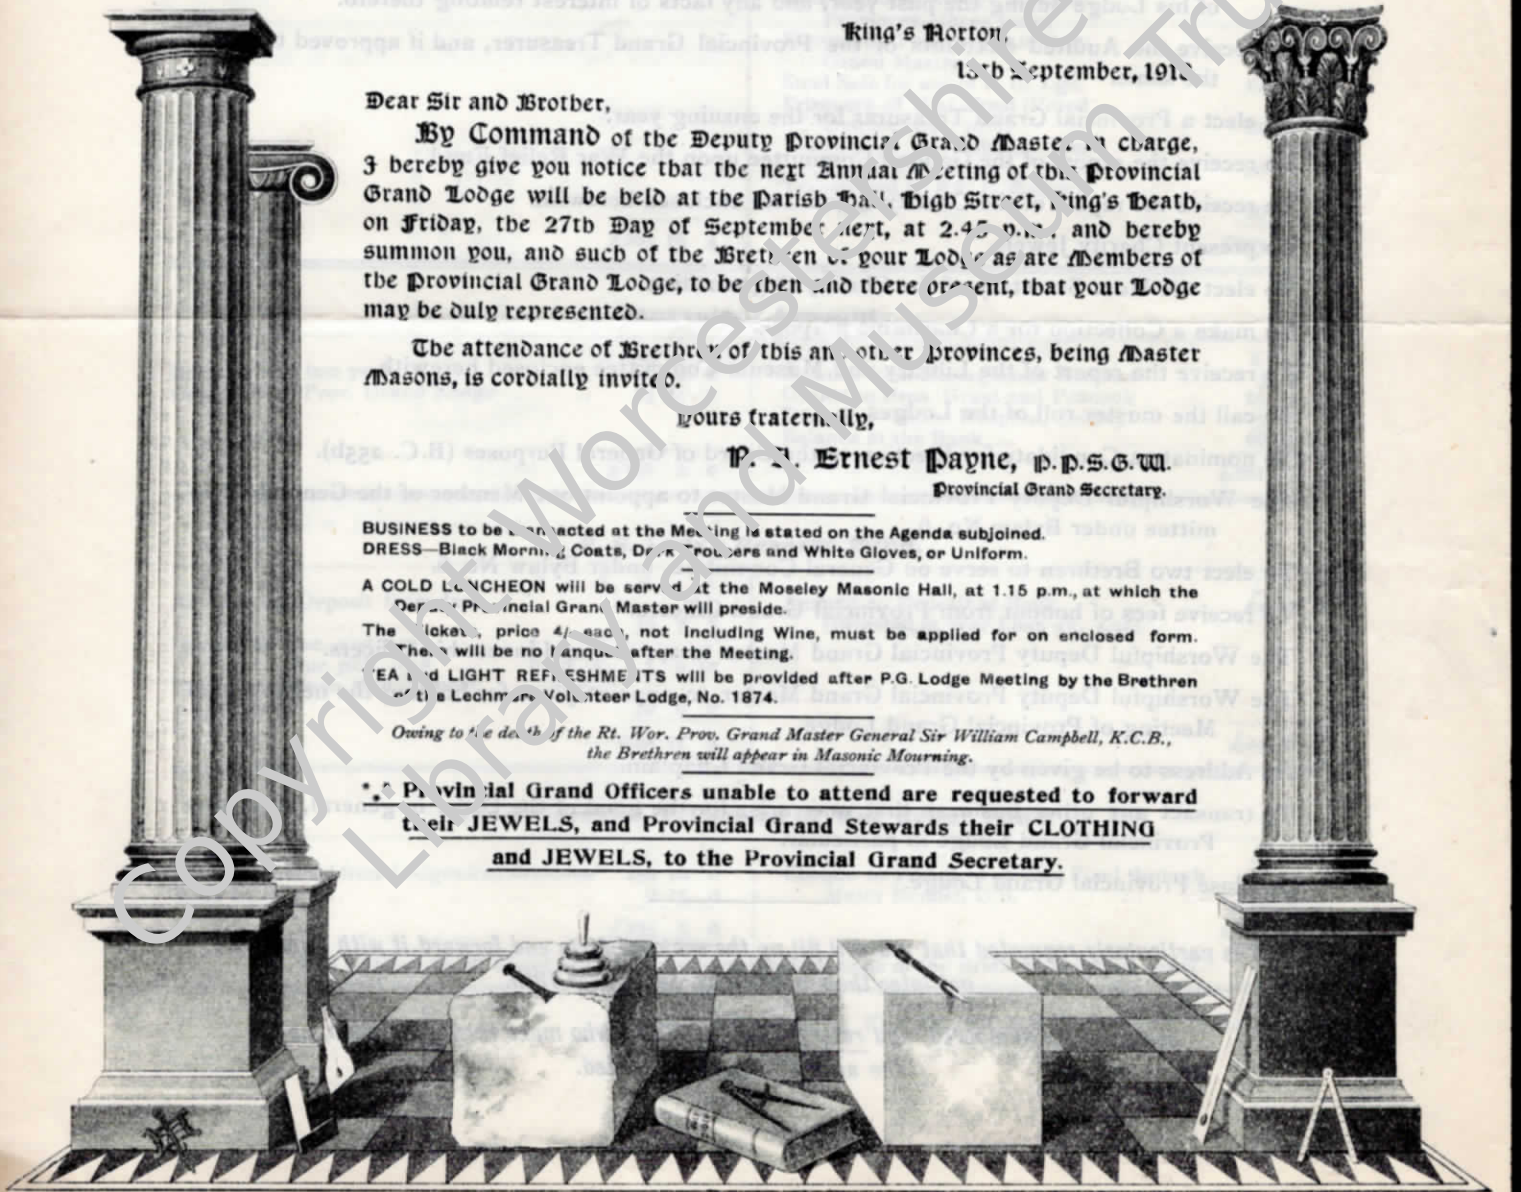 King's Norton,
13th September, 191
Dear Sir and Brother,
By Command of the Deputy Provincial Grand Master in charge,
I hereby give you notice that the next Annual Meeting of this Provincial
Grand Lodge will be held at the Parish Hall, High Street, King's Heath,
on Friday, the 27th Day of September next, at 2.45 p.m., and hereby
summon you, and such of the Brethren of your Lodge as are Members of
the Provincial Grand Lodge, to be then and there present, that your Lodge
may be duly represented.
The attendance of Brethren of this and other Provinces, being Master
Masons, is cordially invited.
Yours fraternally,
Ernest Payne, P.P.S.G.W.
Provincial Grand Secretary.
BUSINESS to be transacted at the Meeting is stated on the Agenda subjoined.
DRESS—Black Morning Coats, Dark Trousers and White Gloves, or Uniform.
A COLD LUNCHEON will be served at the Moseley Masonic Hall, at 1.15 p.m., at which the
Deputy Provincial Grand Master will preside.
The Tickets, price 4/- each, not including Wine, must be applied for on enclosed form.
There will be no Banquet after the Meeting.
TEA and LIGHT REFRESHMENTS will be provided after P.G. Lodge Meeting by the Brethren
of the Lechmere Volunteer Lodge, No. 1874.
Owing to the death of the Rt. Wor. Prov. Grand Master General Sir William Campbell, K.C.B.,
the Brethren will appear in Masonic Mourning.
*** Provincial Grand Officers unable to attend are requested to forward
their JEWELS, and Provincial Grand Stewards their CLOTHING
and JEWELS, to the Provincial Grand Secretary.
Copyright Worcestershire
Library and Museum